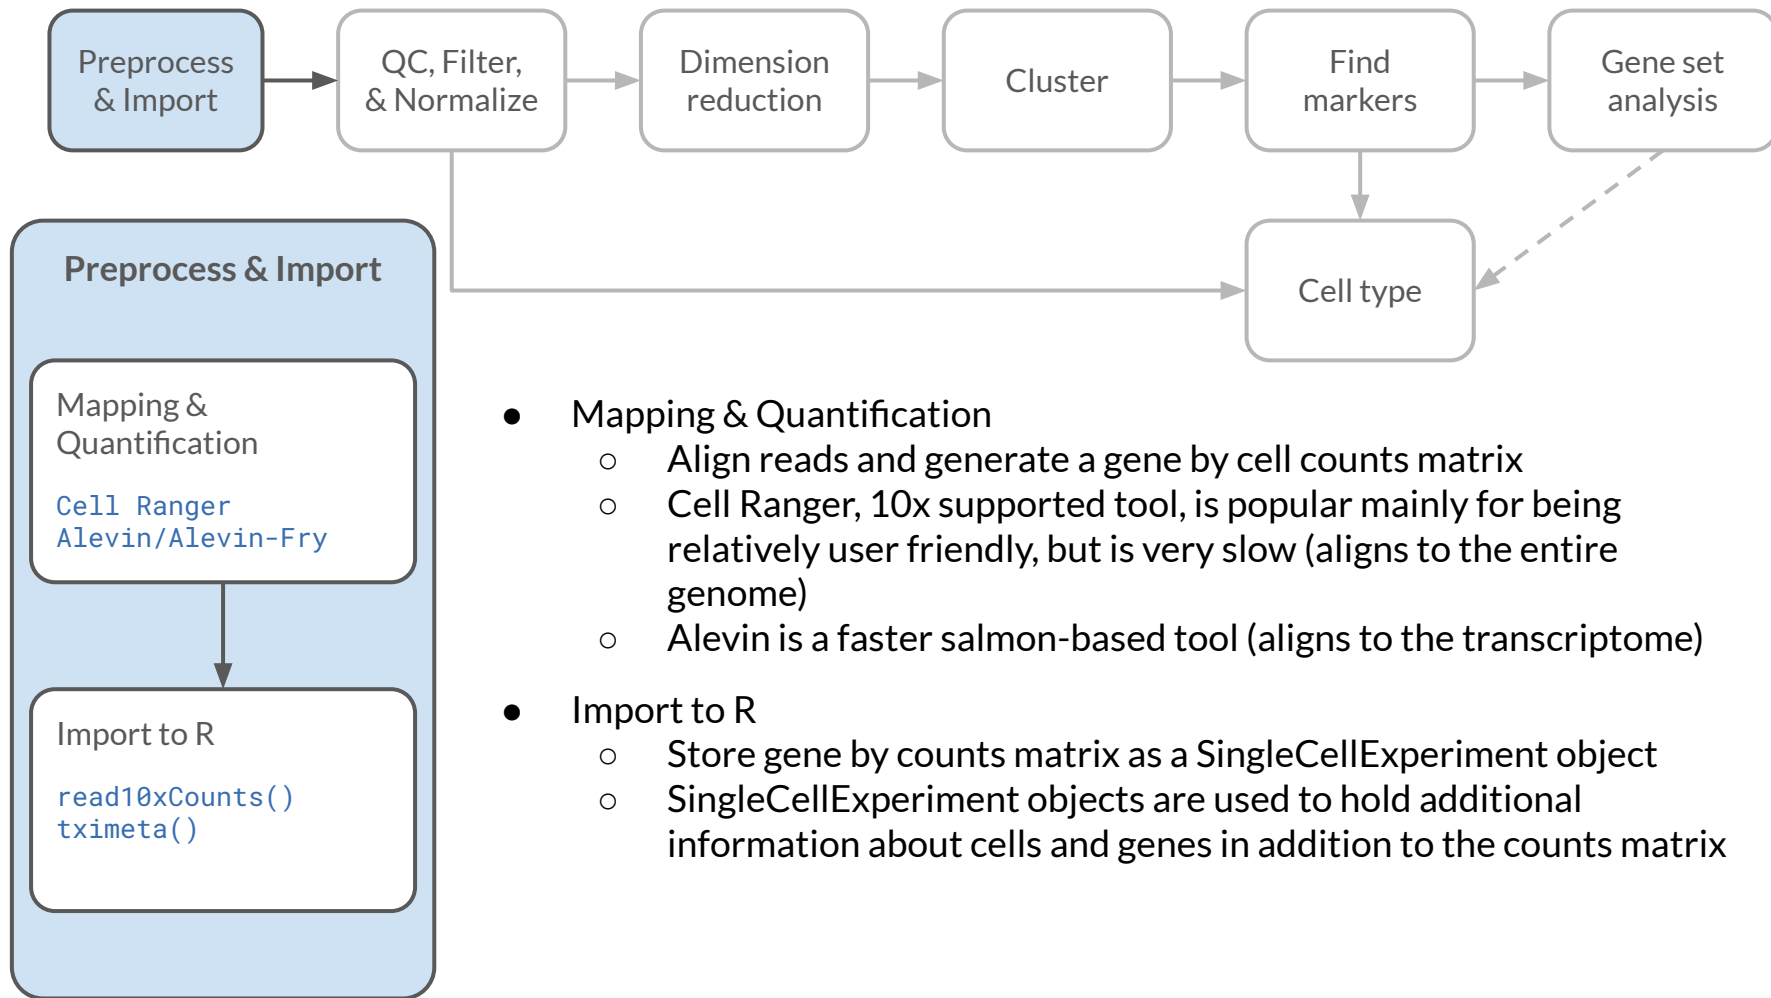 Preprocess
& Import
QC, Filter,
& Normalize
Dimension
reduction
Cluster
Find
markers
Gene set
analysis
Cell type
Preprocess & Import
Mapping &
Quantification
Cell Ranger
Alevin/Alevin-Fry
Import to R
read10xCounts()
tximeta()
● Mapping & Quantification
○ Align reads and generate a gene by cell counts matrix
○ Cell Ranger, 10x supported tool, is popular mainly for being
relatively user friendly, but is very slow (aligns to the entire
genome)
○ Alevin is a faster salmon-based tool (aligns to the transcriptome)
● Import to R
○ Store gene by counts matrix as a SingleCellExperiment object
○ SingleCellExperiment objects are used to hold additional
information about cells and genes in addition to the counts matrix